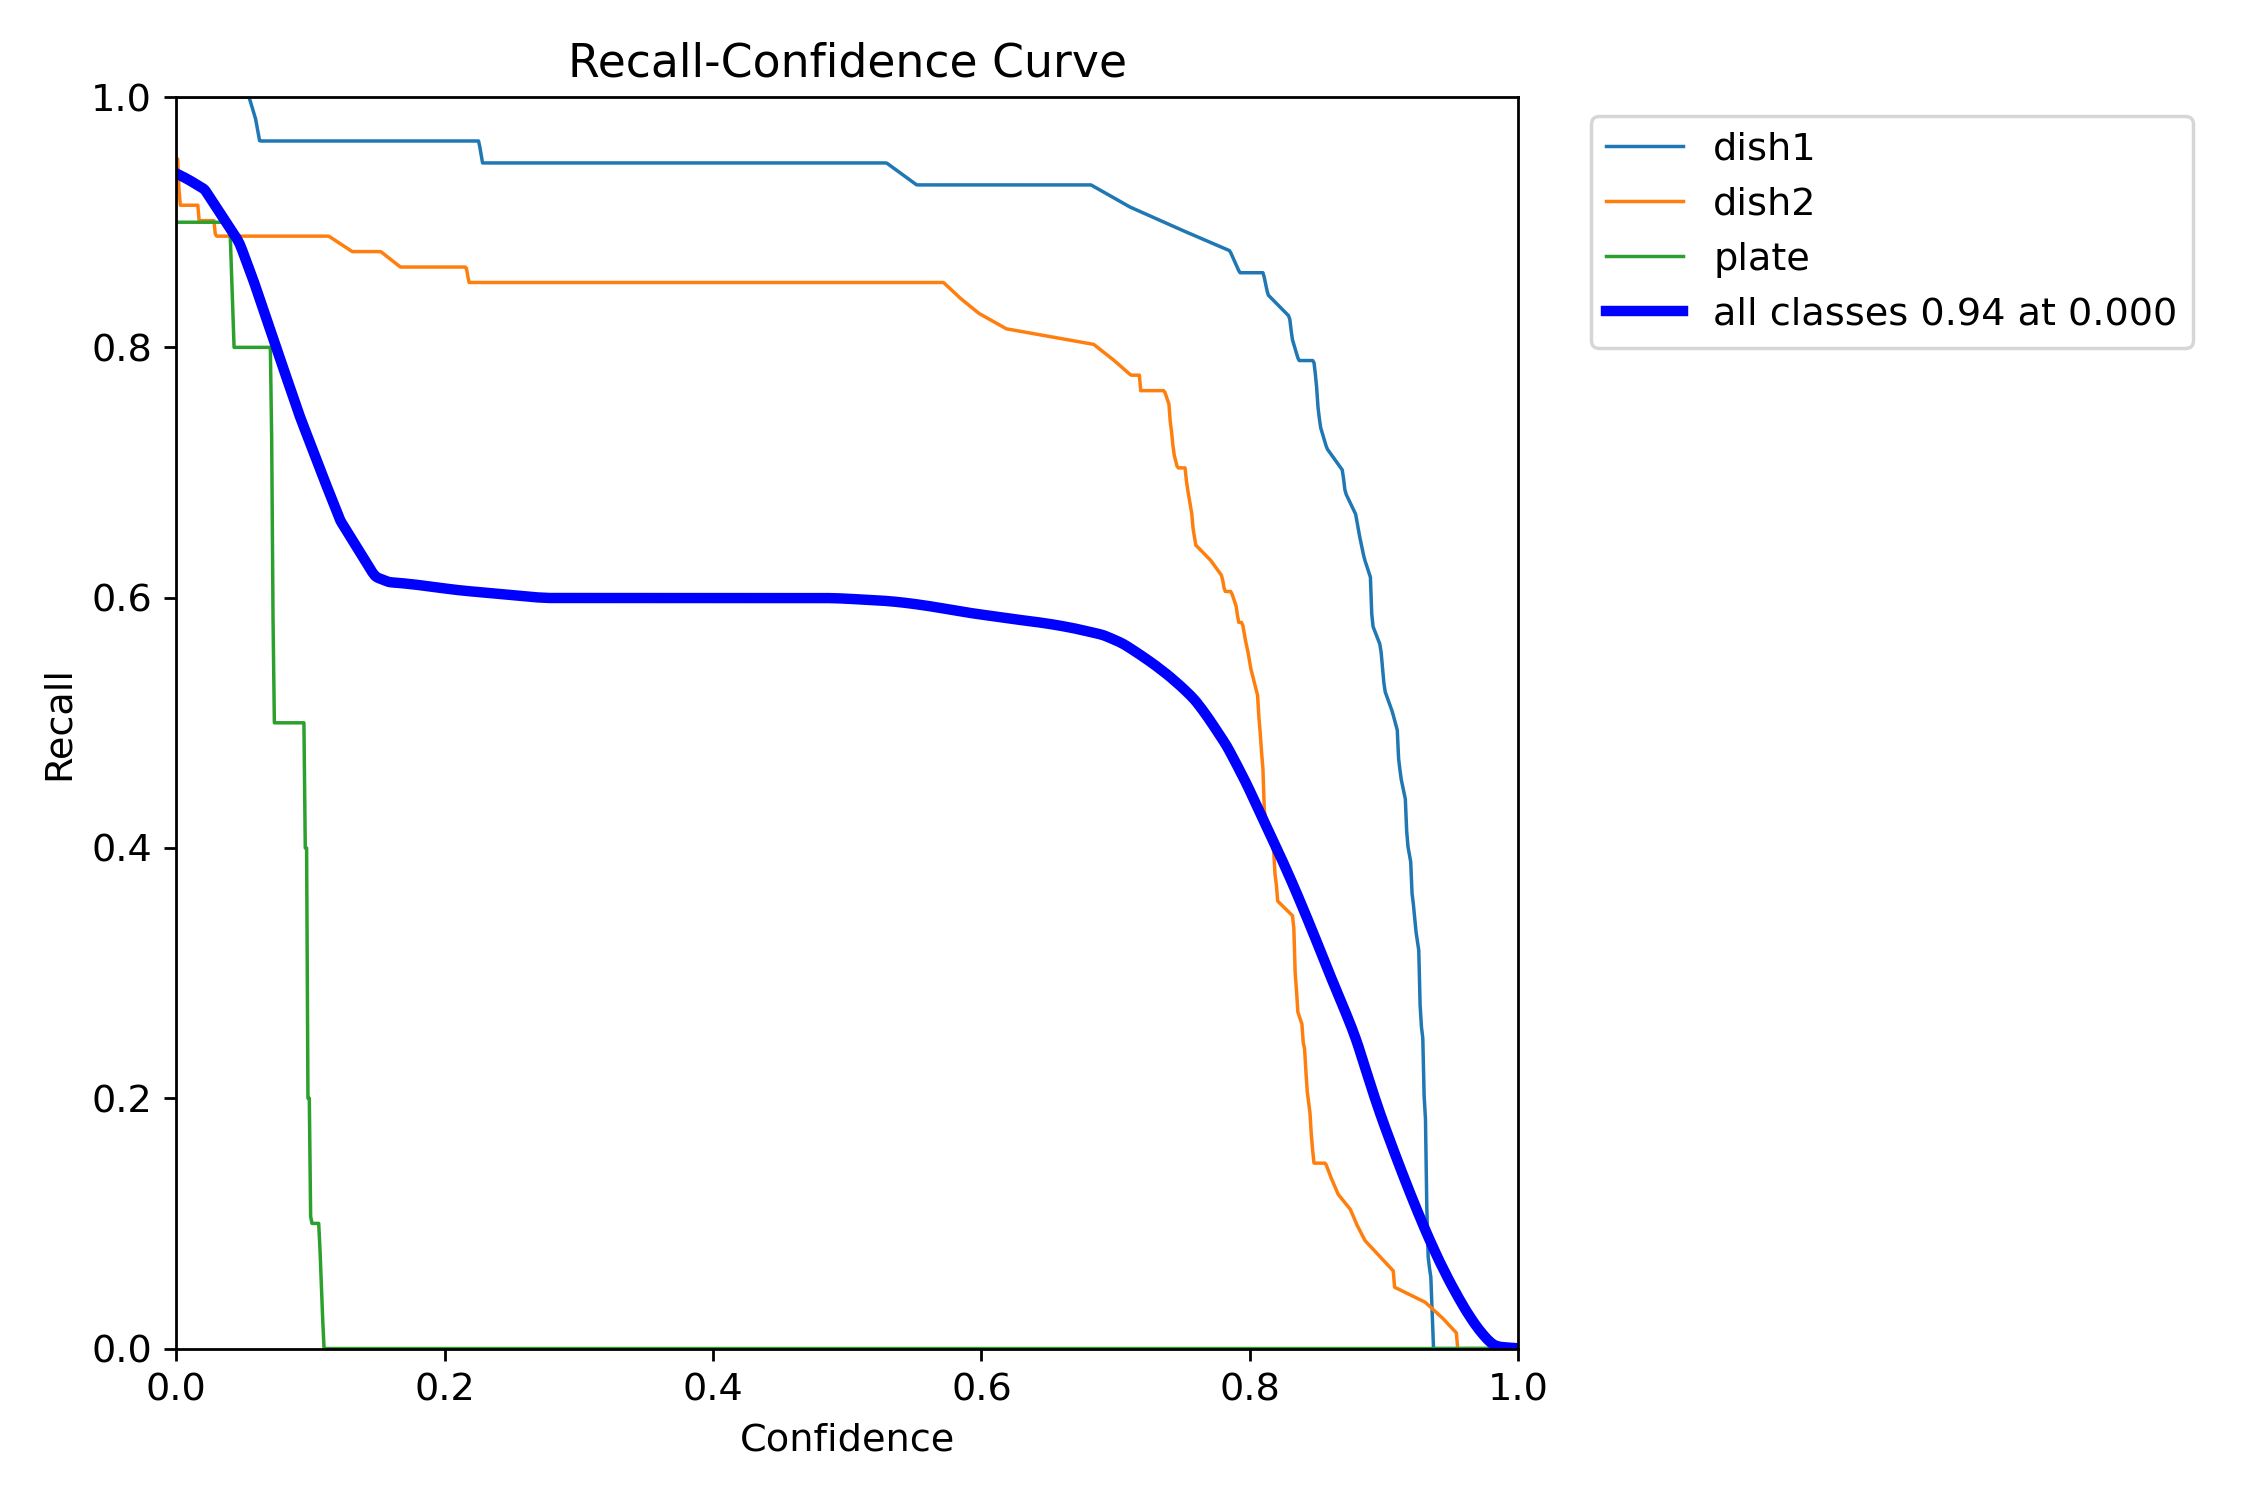 Recall-Confidence Curve
1.0
0.8
0.6
0.4
0.2
0.0
Recall
0.0 0.2 0.4 0.6 0.8 1.0
Confidence
dish1
dish2
plate
all classes 0.94 at 0.000